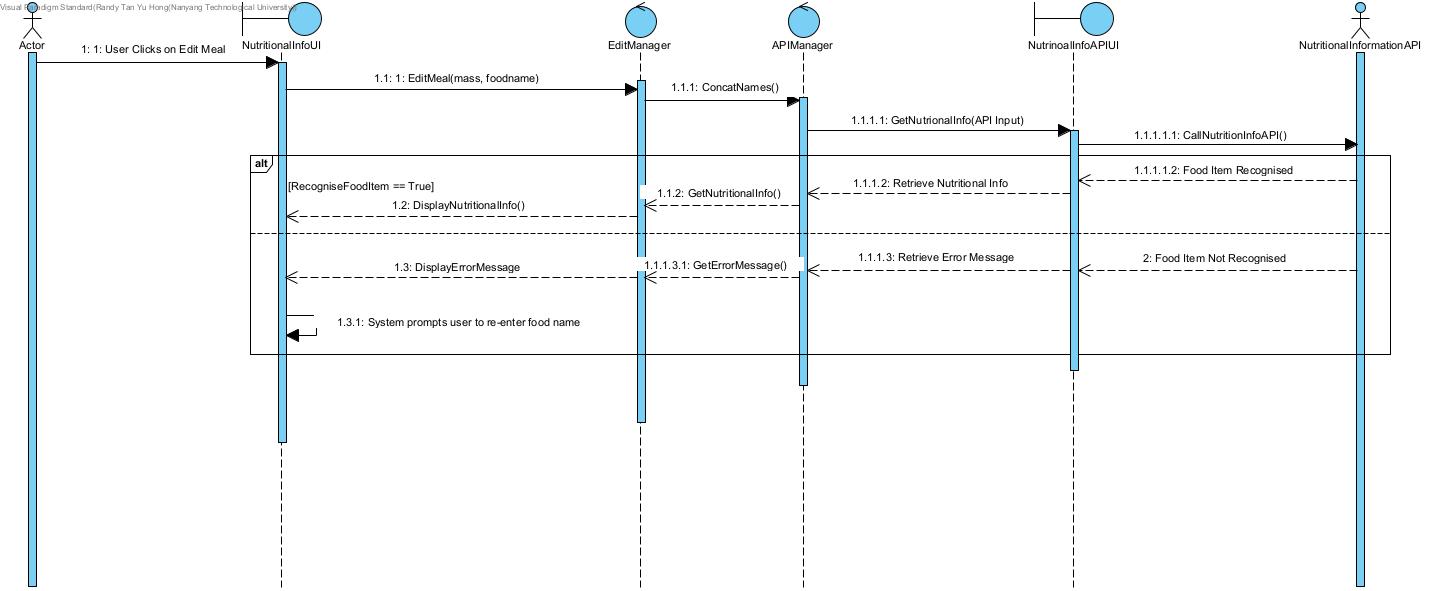 Visual Paradigm Standard(Randy Tan Yu Hong(Nanyang Technological University))
Actor
NutritionalInfoUI
EditManager
APIManager
NutrinoalInfoAPIUI
NutritionalInformationAPI
1: 1: User Clicks on Edit Meal
1.1: 1: EditMeal(mass, foodname)
1.1.1: ConcatNames()
1.1.1.1: GetNutrionalInfo(API Input)
1.1.1.1.1: CallNutritionInfoAPI()
alt
[RecogniseFoodItem == True]
1.1.1.1.2: Food Item Recognised
1.1.1.2: Retrieve Nutritional Info
1.1.2: GetNutritionalInfo()
1.2: DisplayNutritionalInfo()
2: Food Item Not Recognised
1.1.1.3: Retrieve Error Message
1.1.1.3.1: GetErrorMessage()
1.3: DisplayErrorMessage
1.3.1: System prompts user to re-enter food name